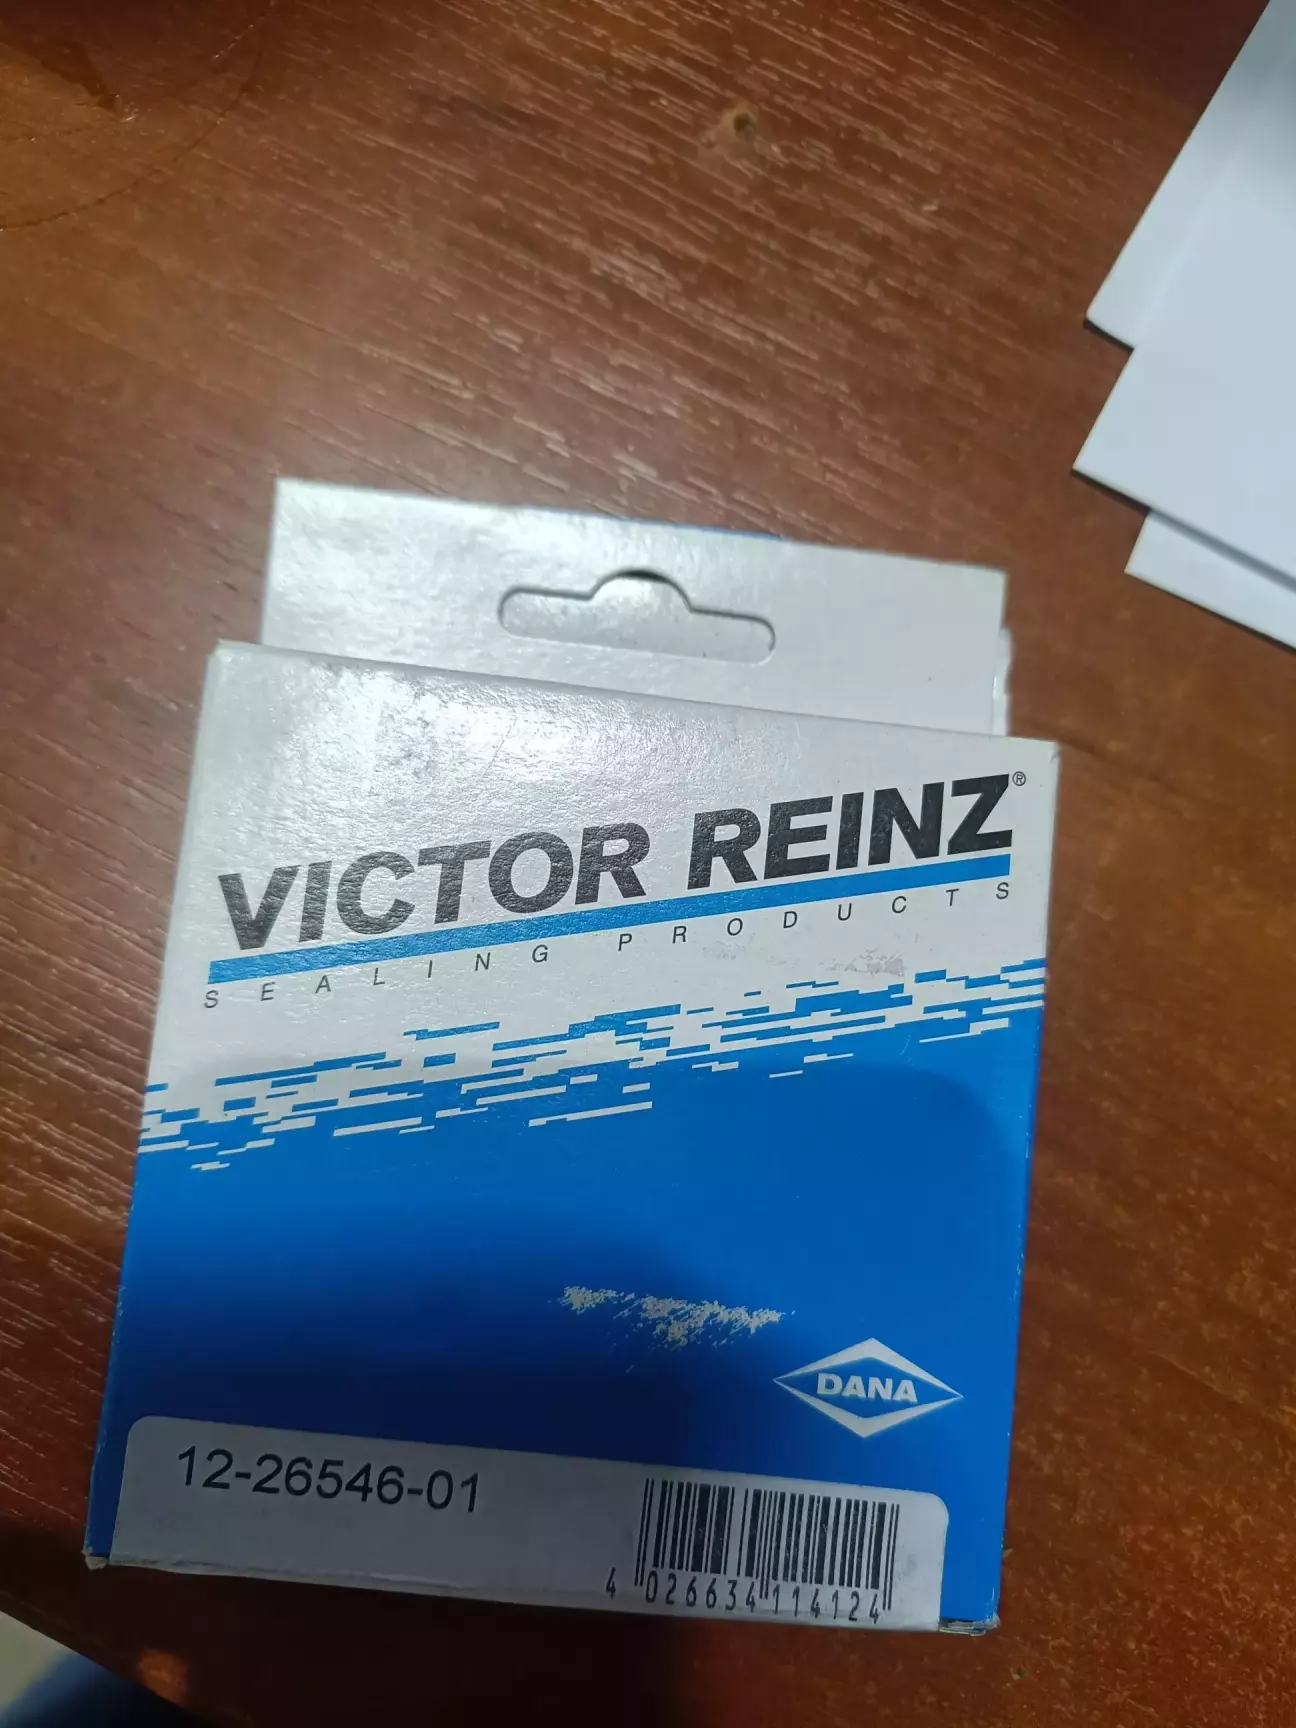 VICTOR REINZ®
SEALING PRODUCTS
DANA
12-26546-01
4 026634 114124